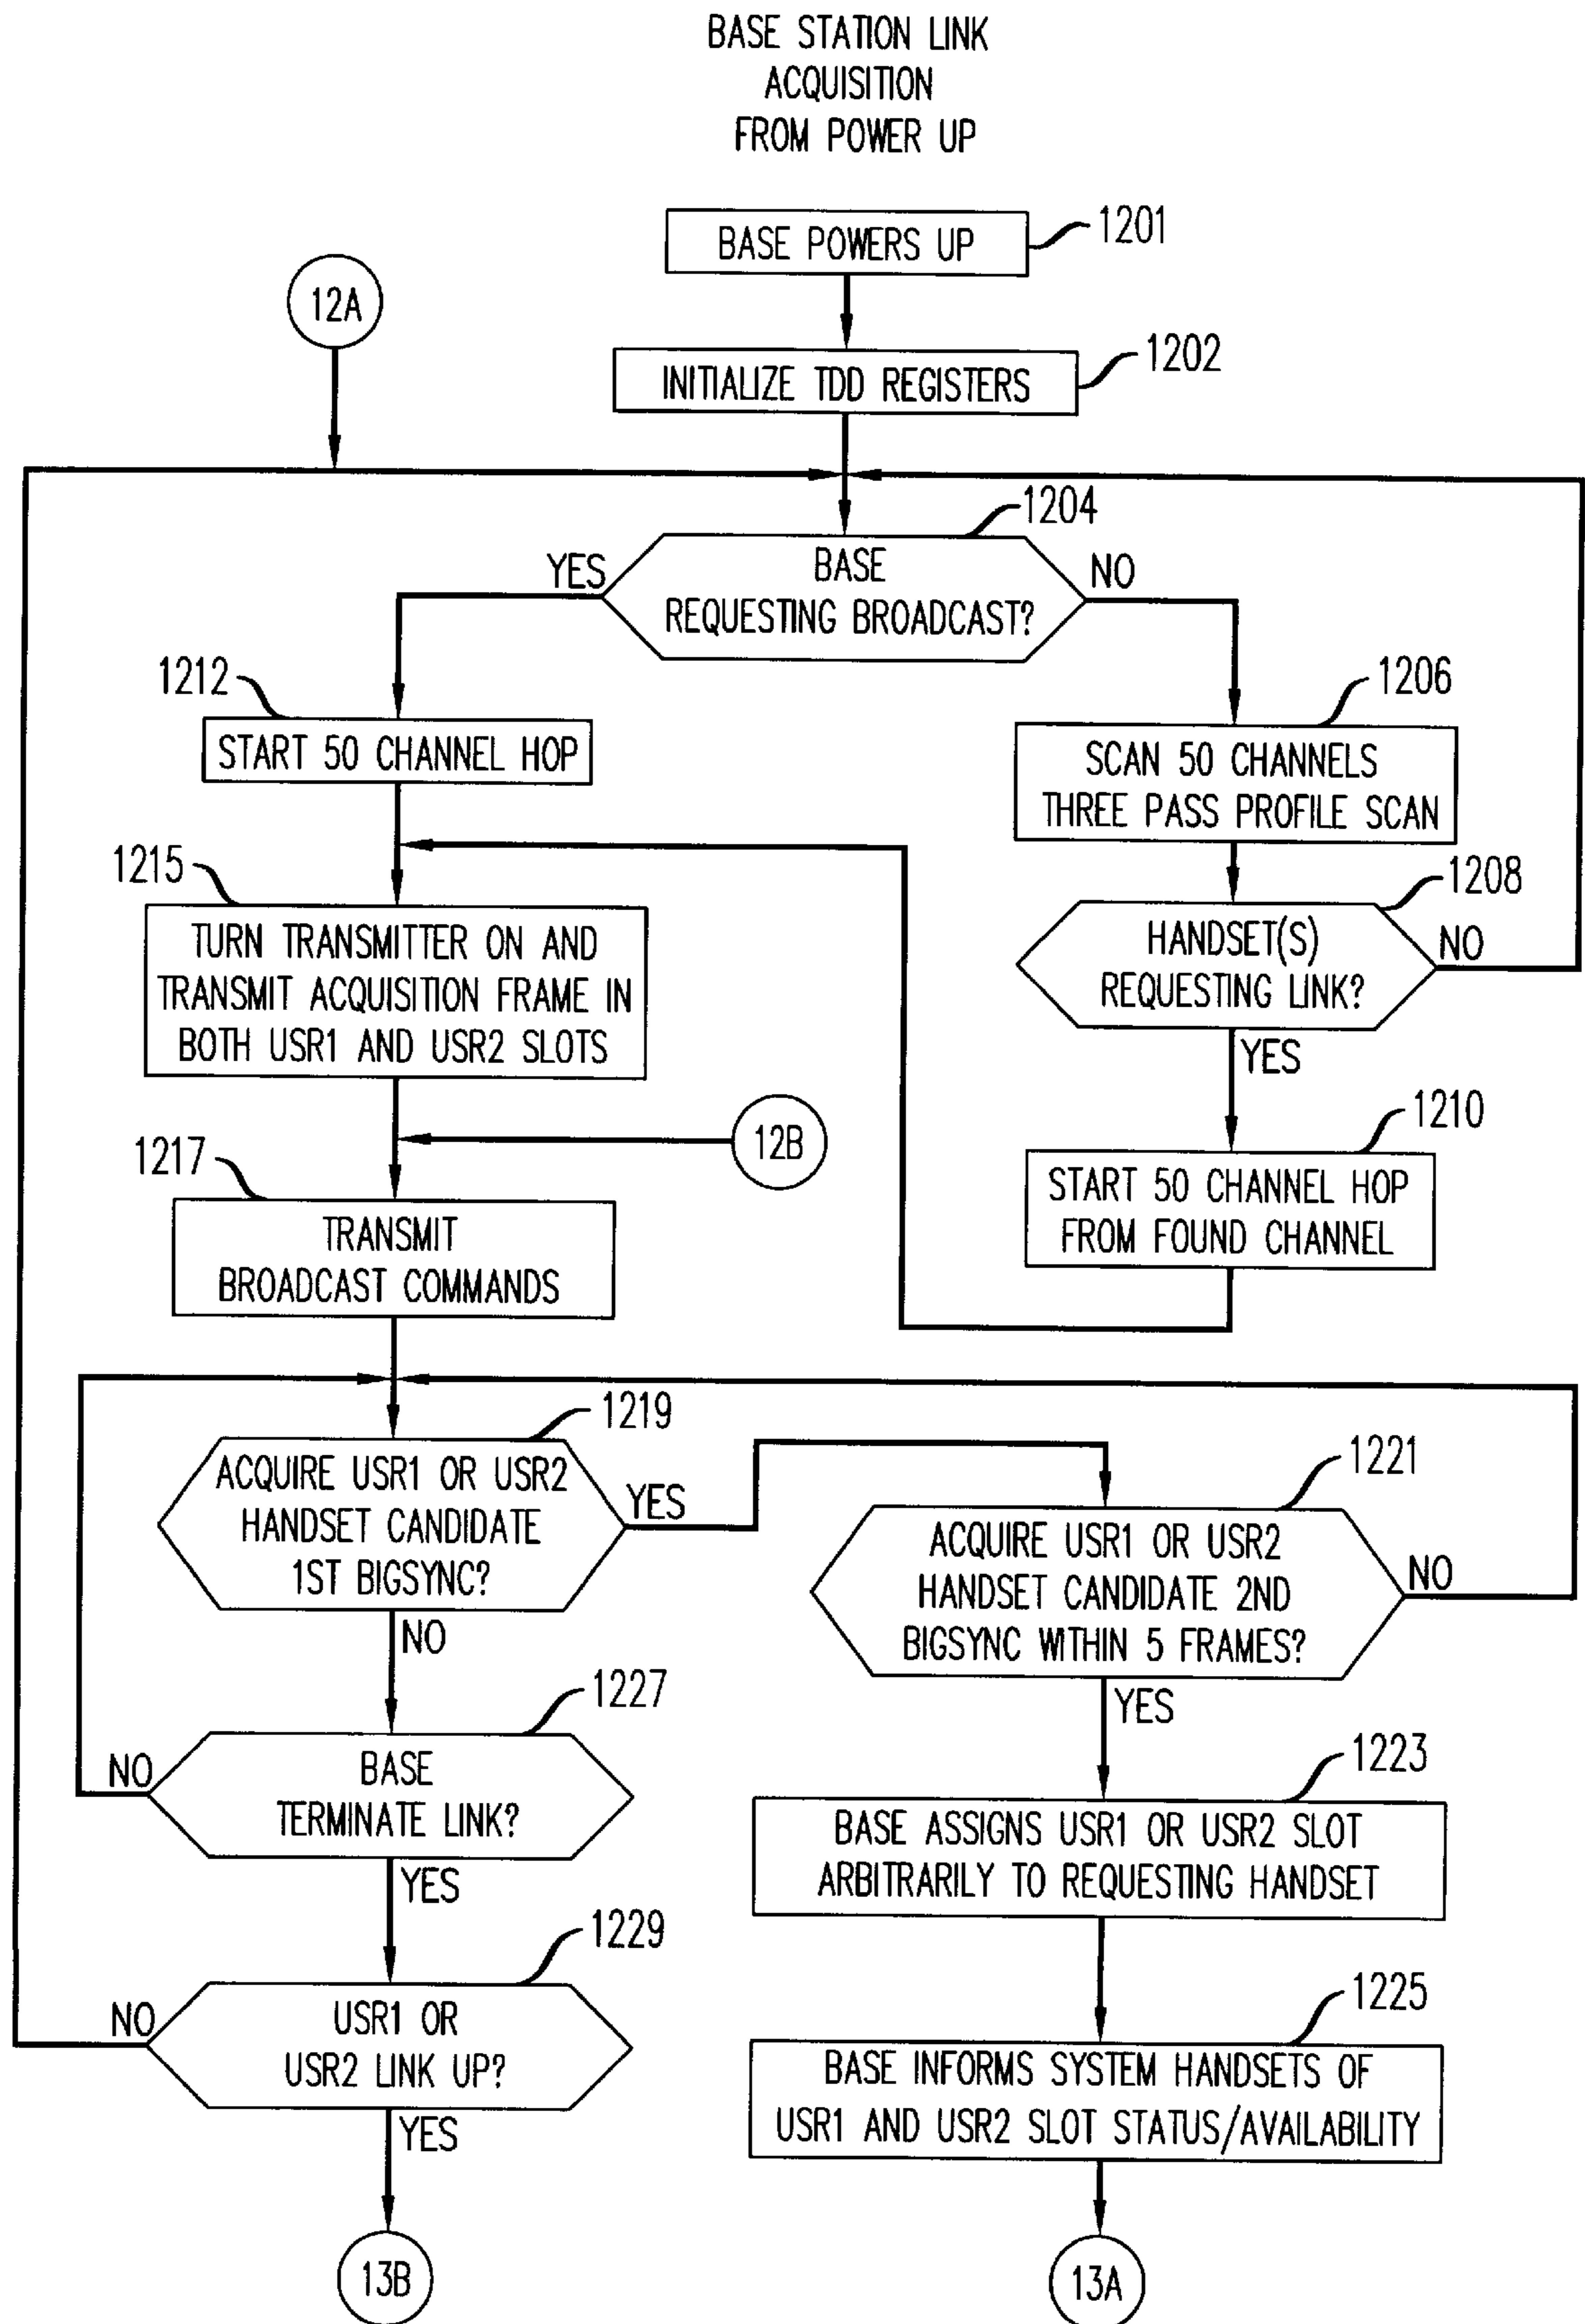 BASE STATION LINK
ACQUISITION
FROM POWER UP
BASE POWERS UP
1201
12A
INITIALIZE TDD REGISTERS
1202
1204
BASE
REQUESTING BROADCAST?
YES
NO
1212
START 50 CHANNEL HOP
1206
SCAN 50 CHANNELS
THREE PASS PROFILE SCAN
1215
TURN TRANSMITTER ON AND
TRANSMIT ACQUISITION FRAME IN
BOTH USR1 AND USR2 SLOTS
1208
HANDSET(S)
REQUESTING LINK?
NO
YES
12B
1210
START 50 CHANNEL HOP
FROM FOUND CHANNEL
1217
TRANSMIT
BROADCAST COMMANDS
1219
ACQUIRE USR1 OR USR2
HANDSET CANDIDATE
1ST BIGSYNC?
YES
NO
1221
ACQUIRE USR1 OR USR2
HANDSET CANDIDATE 2ND
BIGSYNC WITHIN 5 FRAMES?
NO
YES
1227
BASE
TERMINATE LINK?
NO
YES
1223
BASE ASSIGNS USR1 OR USR2 SLOT
ARBITRARILY TO REQUESTING HANDSET
1229
USR1 OR
USR2 LINK UP?
NO
YES
1225
BASE INFORMS SYSTEM HANDSETS OF
USR1 AND USR2 SLOT STATUS/AVAILABILITY
13B
13A